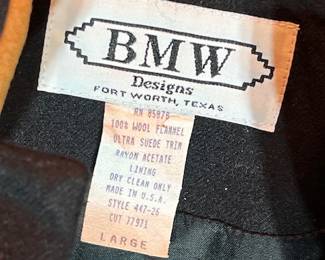 BMW
Designs
FORT WORTH, TEXAS
RN 85878
100% WOOL FLANNEL
ULTRA SUEDE TRIM
RAYON ACETATE
LINING
DRY CLEAN ONLY
MADE IN U.S.A.
STYLE 447-26
CUT 77971
LARGE